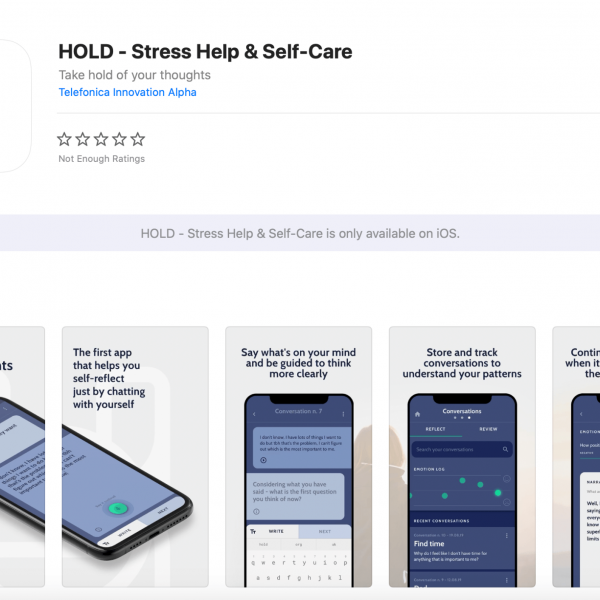 HOLD - Stress Help & Self-Care
Take hold of your thoughts
Telefonica Innovation Alpha
Not Enough Ratings
HOLD - Stress Help & Self-Care is only available on iOS.
The first app
that helps you
self-reflect
just by chatting
with yourself
WRITE
NEXT
Say what's on your mind
and be guided to think
more clearly
Conversation n. 7
I don't know, i have lots of things I want to
do but tbh that's the problem, I can't figure
out which is the most important to me.
Considering what you have
said - what is the first question
you think of now?
Tr WRITE NEXT
q w e r t y u i o p
a s d f g h j k l
Store and track
conversations to
understand your patterns
Conversations
REFLECT REVIEW
Search your conversations
EMOTION LOG
RECENT CONVERSATIONS
Find time
Why do I feel like I don't have time for
anything that is important to me?
when it